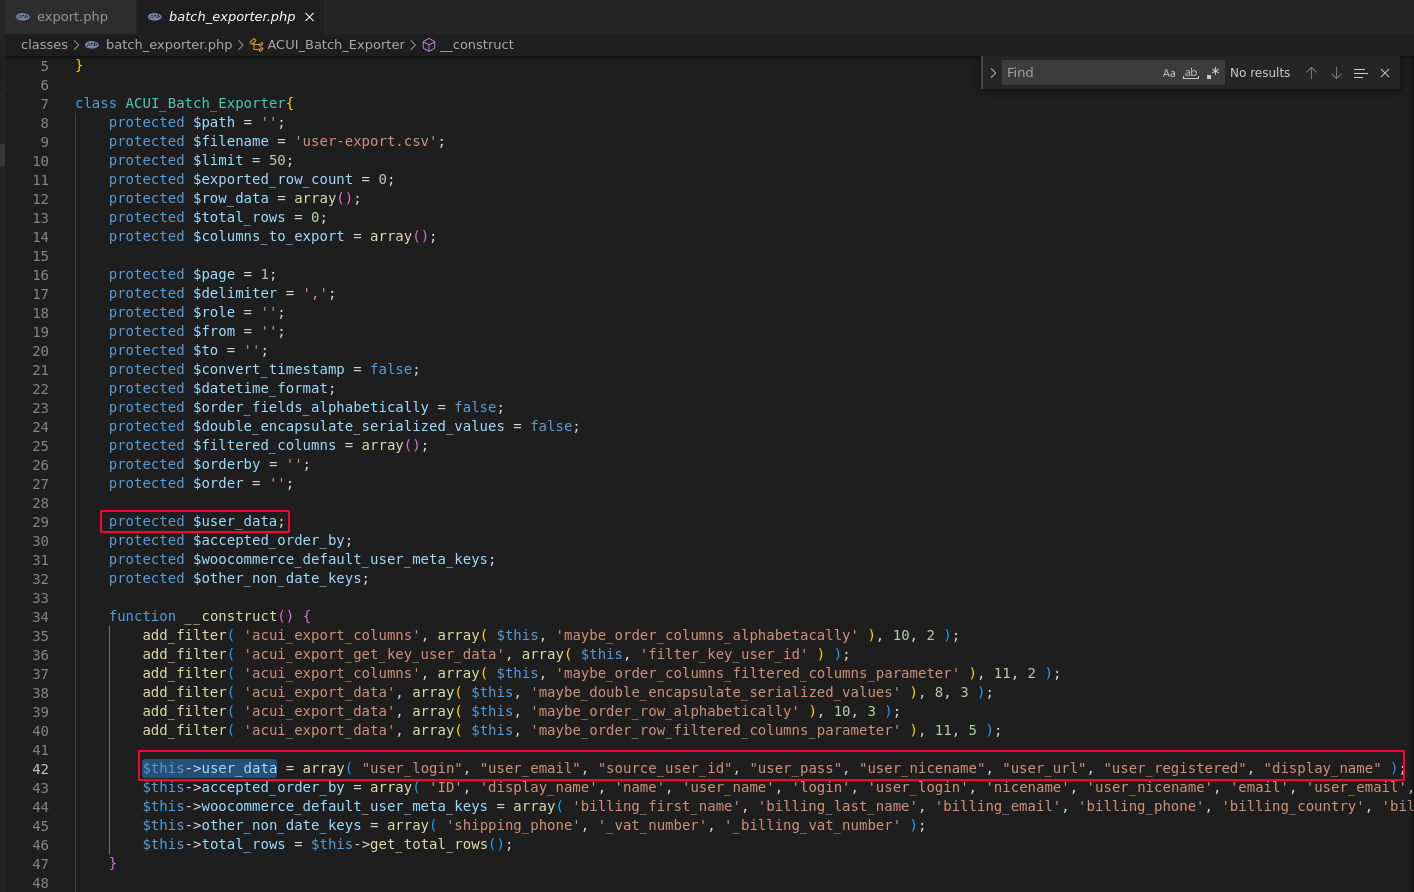 export.php batch_exporter.php
classes > batch_exporter.php > ACUI_Batch_Exporter > __construct
Find Aa ab No results
5 }
6
7 class ACUI_Batch_Exporter{
8 protected $path = '';
9 protected $filename = 'user-export.csv';
10 protected $limit = 50;
11 protected $exported_row_count = 0;
12 protected $row_data = array();
13 protected $total_rows = 0;
14 protected $columns_to_export = array();
15
16 protected $page = 1;
17 protected $delimiter = ',';
18 protected $role = '';
19 protected $from = '';
20 protected $to = '';
21 protected $convert_timestamp = false;
22 protected $datetime_format;
23 protected $order_fields_alphabetically = false;
24 protected $double_encapsulate_serialized_values = false;
25 protected $filtered_columns = array();
26 protected $orderby = '';
27 protected $order = '';
28
29 protected $user_data;
30 protected $accepted_order_by;
31 protected $woocommerce_default_user_meta_keys;
32 protected $other_non_date_keys;
33
34 function __construct() {
35 add_filter( 'acui_export_columns', array( $this, 'maybe_order_columns_alphabetacally' ), 10, 2 );
36 add_filter( 'acui_export_get_key_user_data', array( $this, 'filter_key_user_id' ) );
37 add_filter( 'acui_export_columns', array( $this, 'maybe_order_columns_filtered_columns_parameter' ), 11, 2 );
38 add_filter( 'acui_export_data', array( $this, 'maybe_double_encapsulate_serialized_values' ), 8, 3 );
39 add_filter( 'acui_export_data', array( $this, 'maybe_order_row_alphabetically' ), 10, 3 );
40 add_filter( 'acui_export_data', array( $this, 'maybe_order_row_filtered_columns_parameter' ), 11, 5 );
41
42 $this->user_data = array( "user_login", "user_email", "source_user_id", "user_pass", "user_nicename", "user_url", "user_registered", "display_name" );
43 $this->accepted_order_by = array( 'ID', 'display_name', 'name', 'user_name', 'login', 'user_login', 'nicename', 'user_nicename', 'email', 'user_email',
44 $this->woocommerce_default_user_meta_keys = array( 'billing_first_name', 'billing_last_name', 'billing_email', 'billing_phone', 'billing_country', 'bil
45 $this->other_non_date_keys = array( 'shipping_phone', '_vat_number', '_billing_vat_number' );
46 $this->total_rows = $this->get_total_rows();
47 }
48